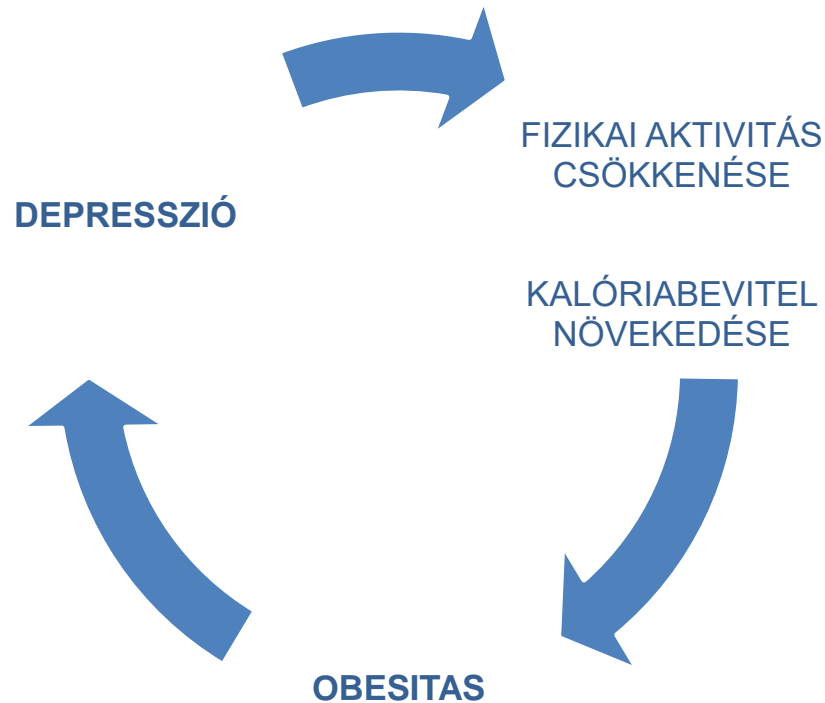 FIZIKAI AKTIVITÁS
CSÖKKENÉSE
DEPRESSZIÓ
KALÓRIABEVITEL
NÖVEKEDÉSE
OBESITAS